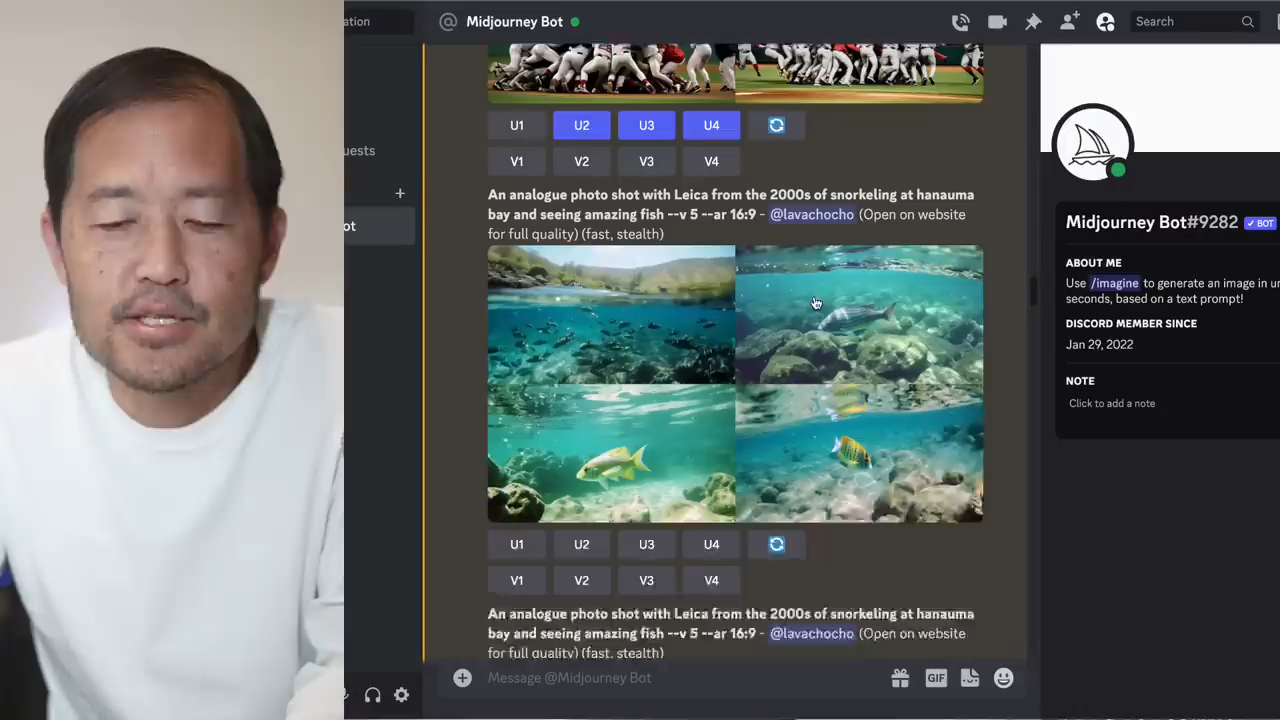 ation
Midjourney Bot
Search
U1 U2 U3 U4
V1 V2 V3 V4
uests
An analogue photo shot with Leica from the 2000s of snorkeling at hanauma
bay and seeing amazing fish --v 5 --ar 16:9 - @lavachocho (Open on website
for full quality) (fast, stealth)
ot
U1 U2 U3 U4
V1 V2 V3 V4
An analogue photo shot with Leica from the 2000s of snorkeling at hanauma
bay and seeing amazing fish --v 5 --ar 16:9 - @lavachocho (Open on website
for full quality) (fast, stealth)
Message @Midjourney Bot
GIF
Midjourney Bot#9282 ✓ BOT
ABOUT ME
Use /imagine to generate an image in un
seconds, based on a text prompt!
DISCORD MEMBER SINCE
Jan 29, 2022
NOTE
Click to add a note